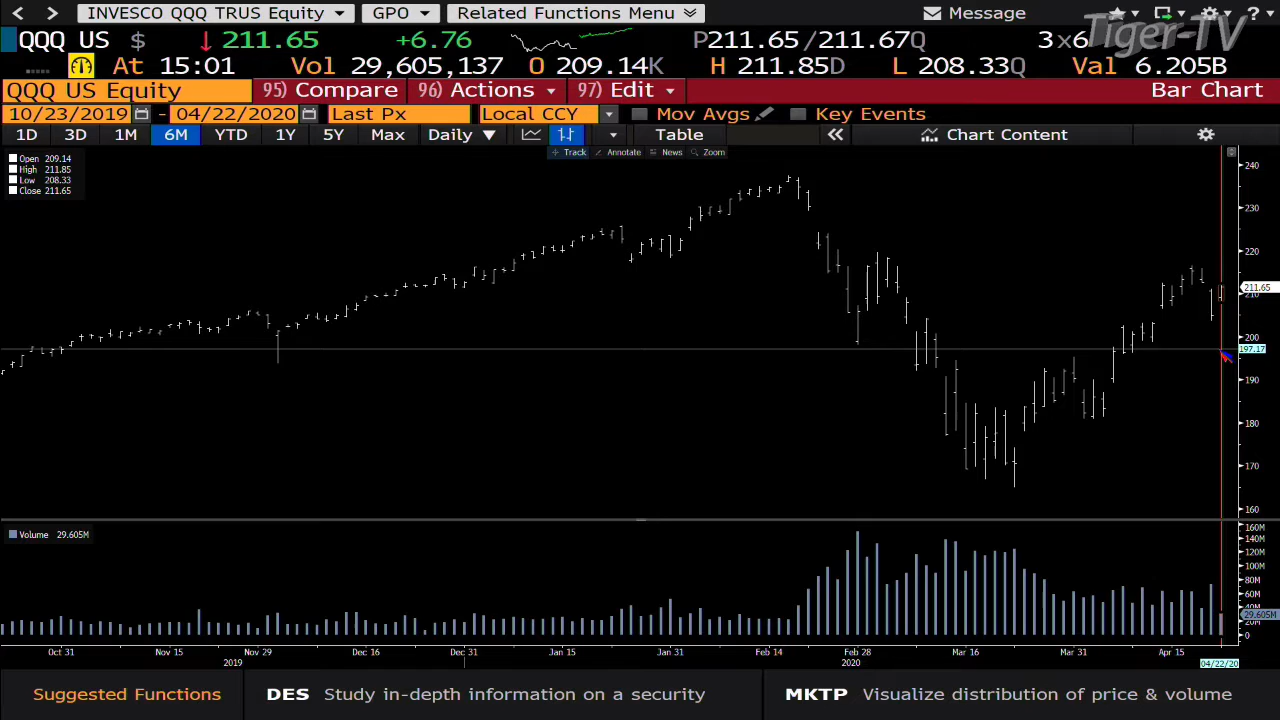 INVESCO QQQ TRUS Equity GPO Related Functions Menu Message ?
QQQ US $ ↓ 211.65 +6.76 P211.65/211.67Q 3x6
Tiger-TV
At 15:01 Vol 29,605,137 O 209.14K H 211.85D L 208.33Q Val 6.205B
QQQ US Equity 95) Compare 96) Actions 97) Edit Bar Chart
10/23/2019 - 04/22/2020 Last Px Local CCY Mov Avgs Key Events
1D 3D 1M 6M YTD 1Y 5Y Max Daily Table Chart Content
Track Annotate News Zoom
Open 209.14
High 211.85
Low 208.33
Close 211.65
240
230
220
211.65
210
200
197.17
190
180
170
160
Volume 29.605M
160M
140M
120M
100M
80M
60M
40M
29.605M
20M
0
Oct 31 Nov 15 Nov 29 Dec 16 Dec 31 Jan 15 Jan 31 Feb 14 Feb 28 Mar 16 Mar 31 Apr 15
2019 2020 04/22/20
Suggested Functions DES Study in-depth information on a security MKTP Visualize distribution of price & volume